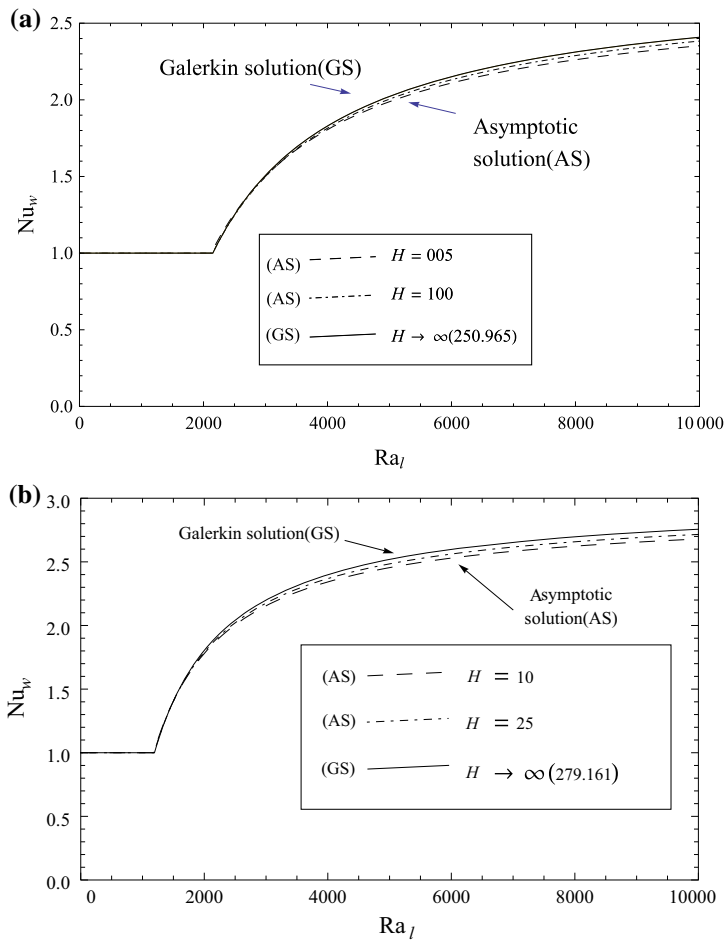 (a)
2.5
2.0
1.5
1.0
0.5
0.0
Nu_w
Galerkin solution(GS)
Asymptotic
solution(AS)
(AS) H = 005
(AS) H = 100
(GS) H → ∞(250.965)
0 2000 4000 6000 8000 10 000
Ra_l
(b)
3.0
2.5
2.0
1.5
1.0
0.5
0.0
Nu_w
Galerkin solution(GS)
Asymptotic
solution(AS)
(AS) H = 10
(AS) H = 25
(GS) H → ∞(279.161)
0 2000 4000 6000 8000 10000
Ra_l